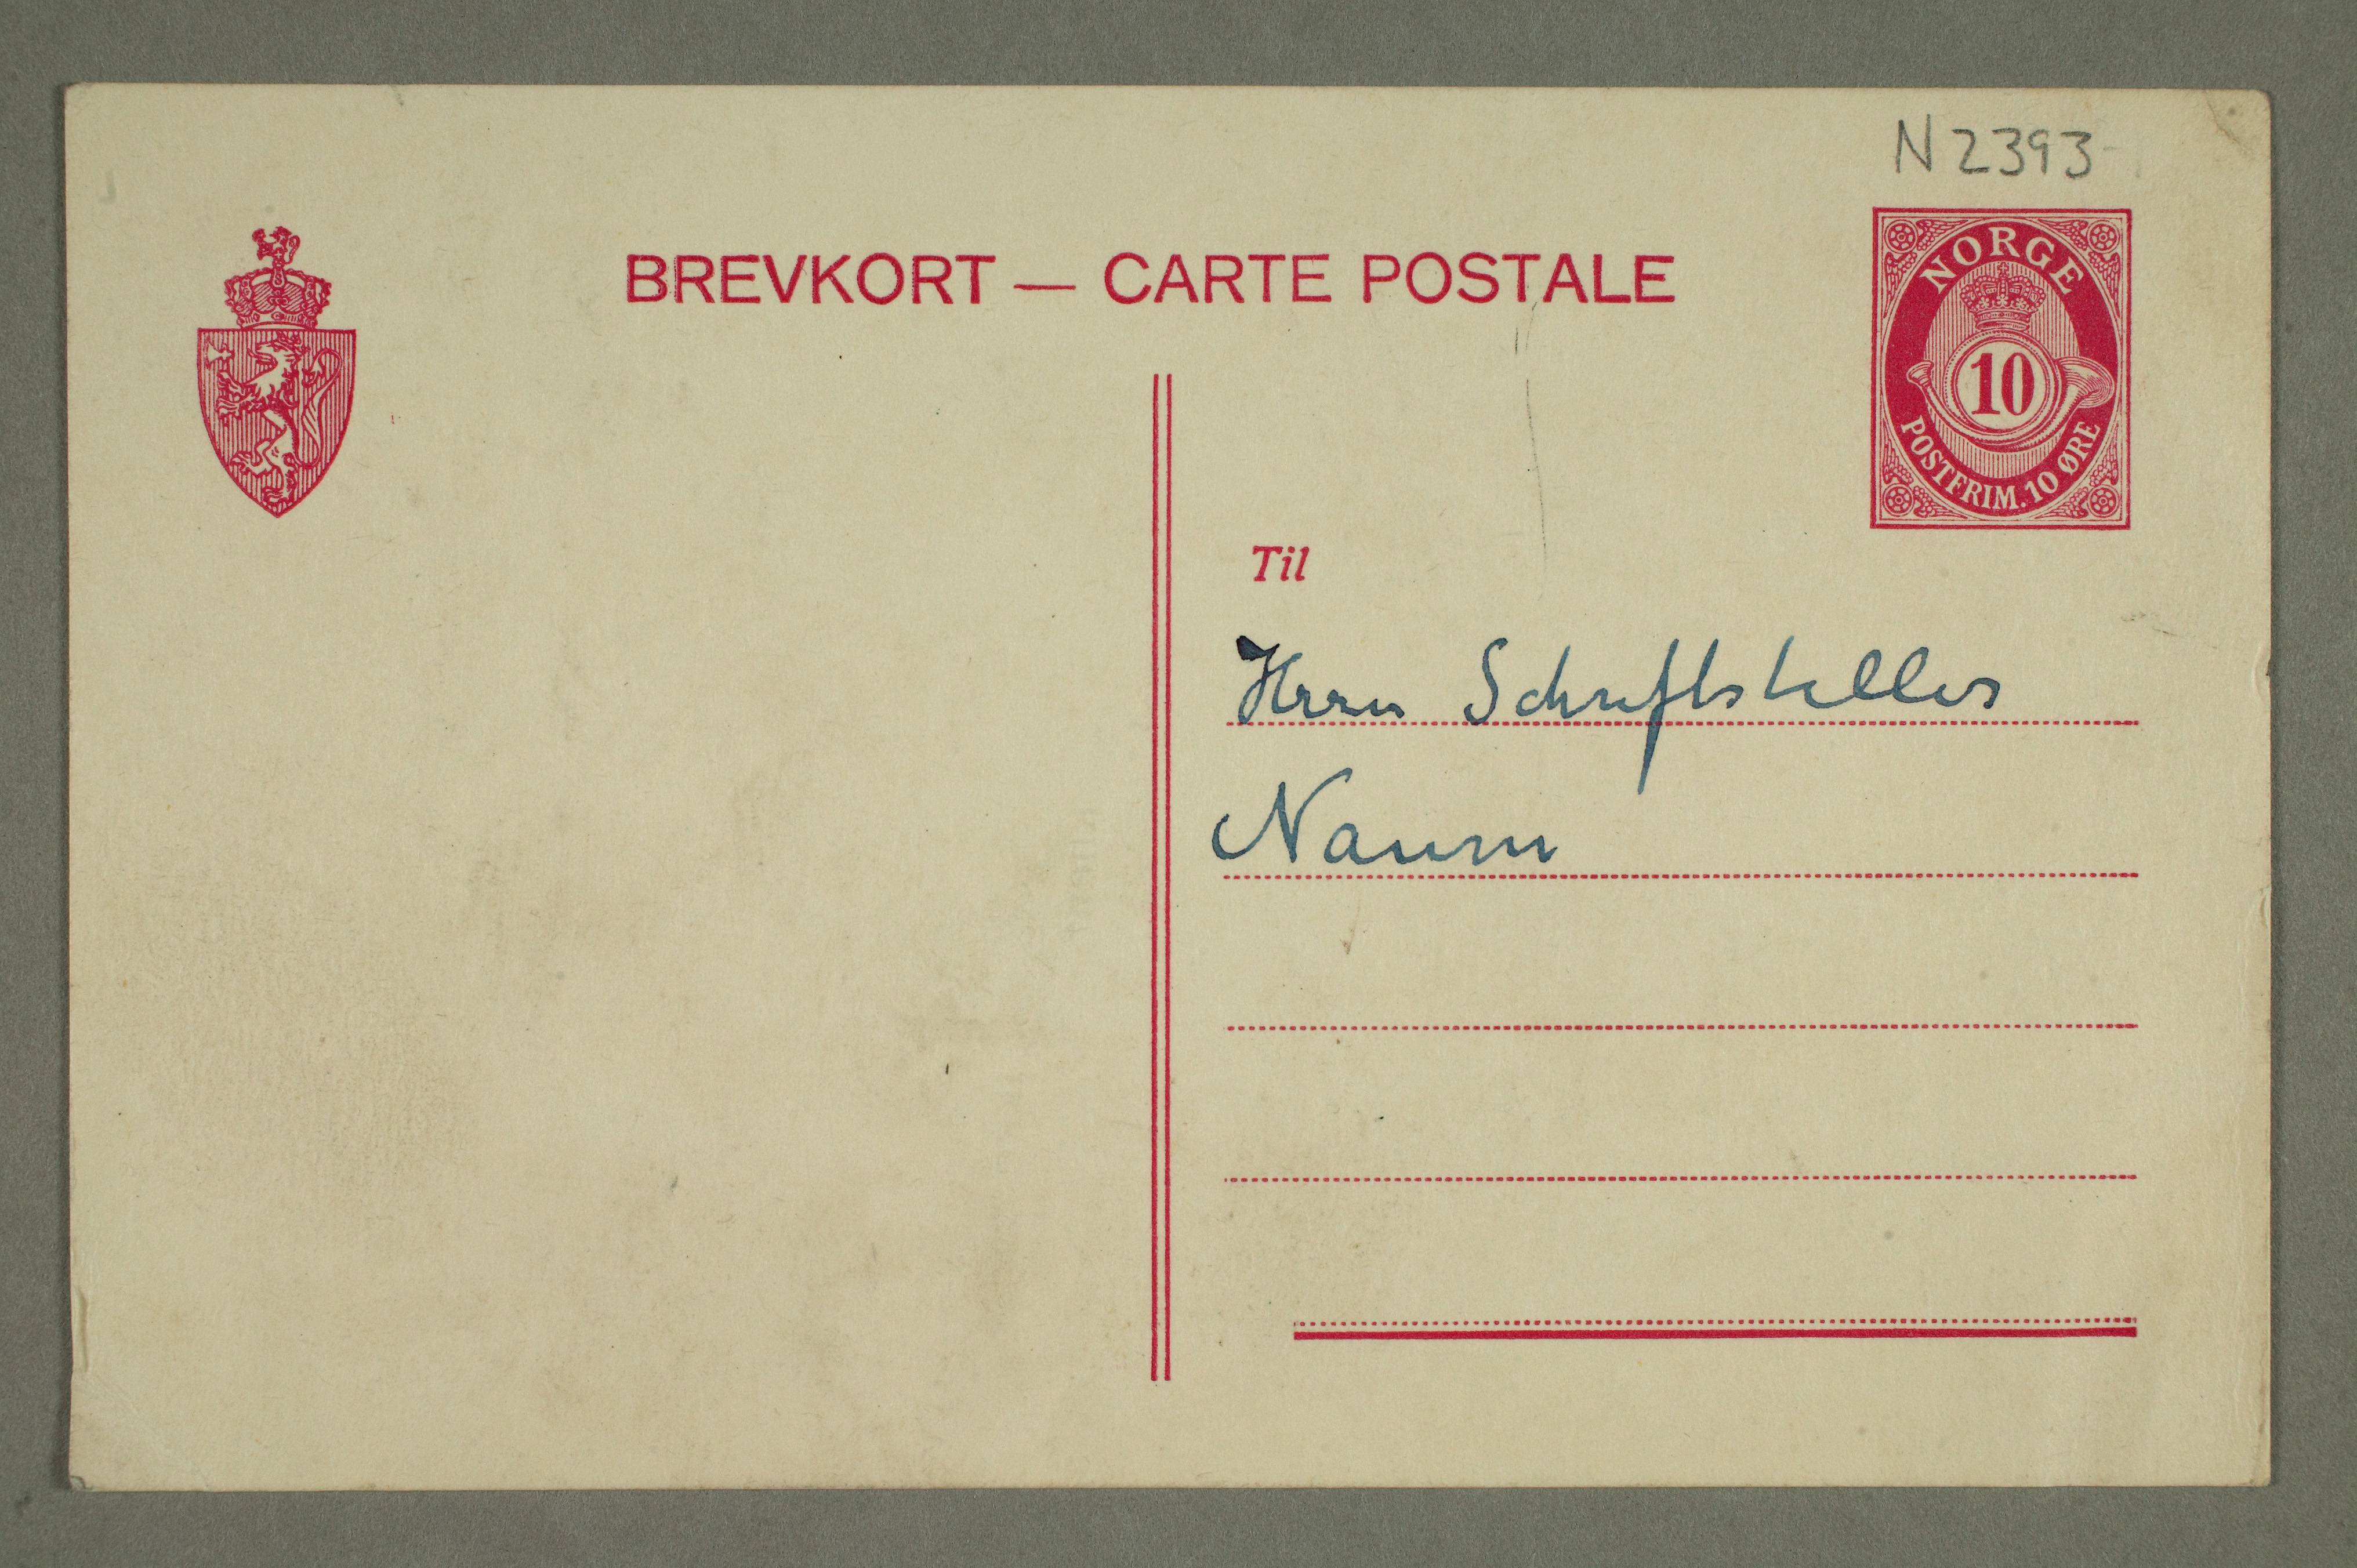 N 2393
BREVKORT — CARTE POSTALE
NORGE
10
POSTFRIM. 10 ØRE
Til
Herrn Schriftsteller
Naum